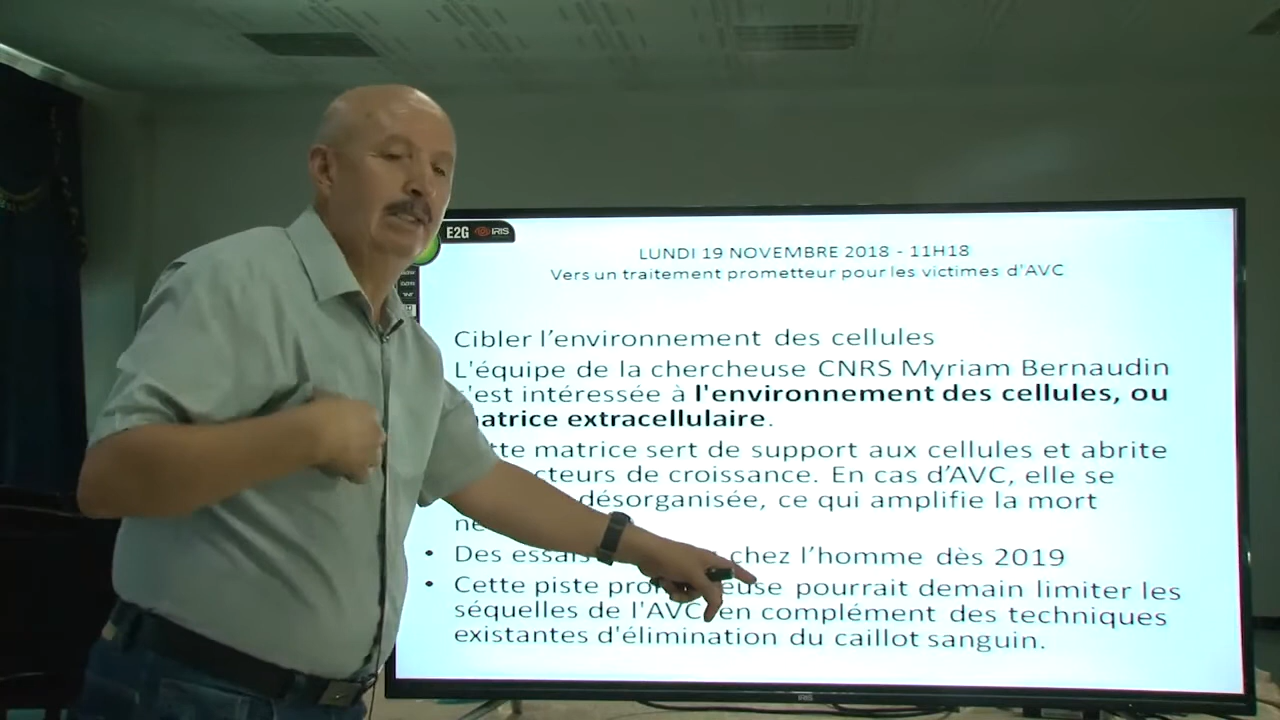 E2G IRIS
LUNDI 19 NOVEMBRE 2018 - 11H18
Vers un traitement prometteur pour les victimes d'AVC
Cibler l'environnement des cellules
L'équipe de la chercheuse CNRS Myriam Bernaudin
'est intéressée à l'environnement des cellules, ou
atrice extracellulaire.
tte matrice sert de support aux cellules et abrite
cteurs de croissance. En cas d'AVC, elle se
désorganisée, ce qui amplifie la mort
ne
• Des essais chez l'homme dès 2019
• Cette piste pro euse pourrait demain limiter les
séquelles de l'AVC, en complément des techniques
existantes d'élimination du caillot sanguin.
IRIS